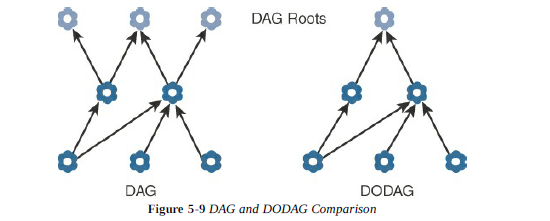 DAG Roots
DAG
DODAG
Figure 5-9 DAG and DODAG Comparison